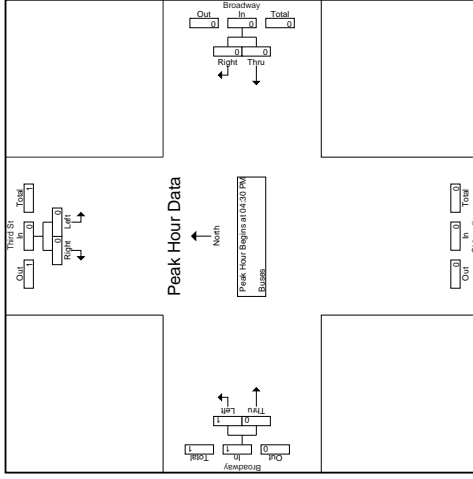 Broadway
Out In Total
0 0 0
0 0
Right Thru
Third St
Out In Total
1 0 1
0 0
Right Left
Peak Hour Data
North
Peak Hour Begins at 04:30 PM
Buses
Out In Total
0 0 0
Left Thru
1 0
Total In Out
1 1 0
Broadway